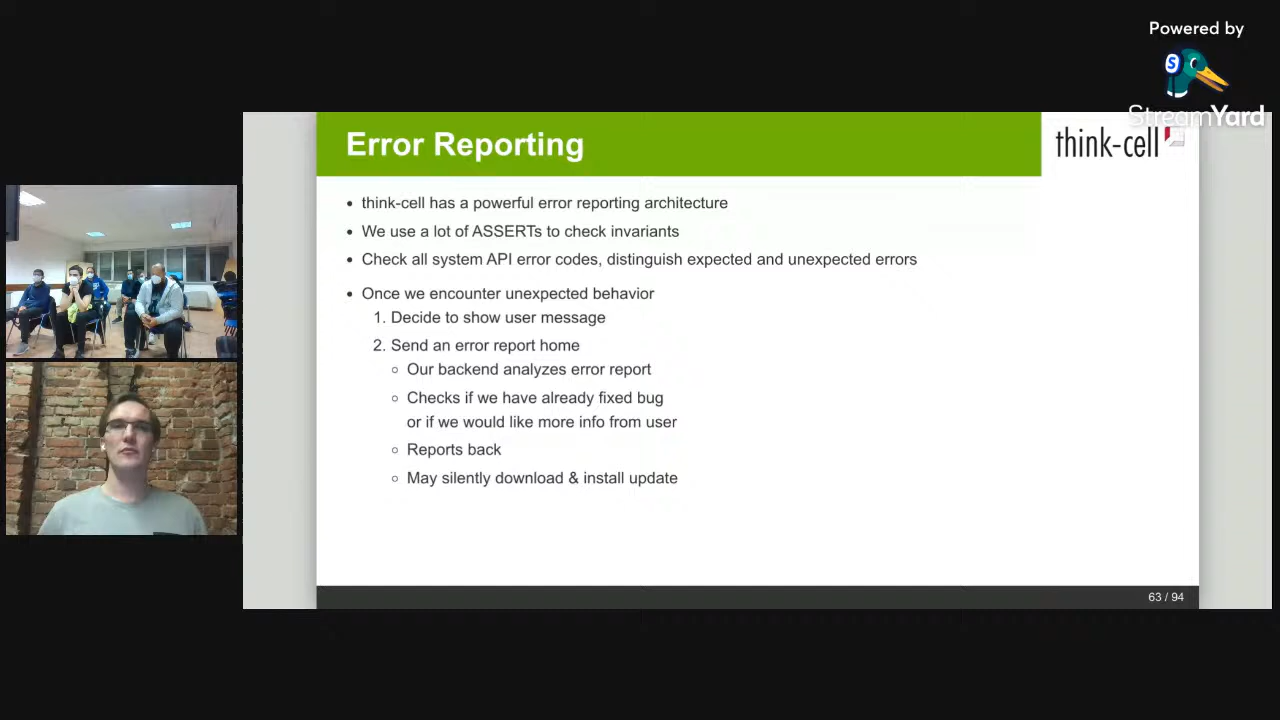 Powered by
S
StreamYard
Error Reporting
think-cell
• think-cell has a powerful error reporting architecture
• We use a lot of ASSERTs to check invariants
• Check all system API error codes, distinguish expected and unexpected errors
• Once we encounter unexpected behavior
1. Decide to show user message
2. Send an error report home
◦ Our backend analyzes error report
◦ Checks if we have already fixed bug
or if we would like more info from user
◦ Reports back
◦ May silently download & install update
63 / 94